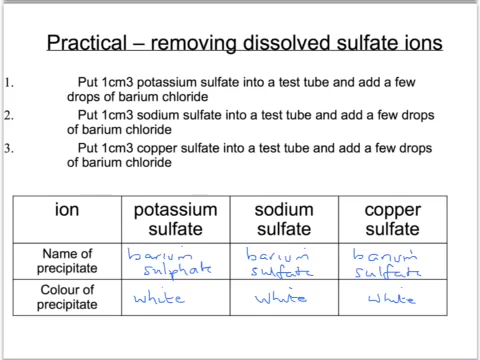 Practical – removing dissolved sulfate ions
1. Put 1cm3 potassium sulfate into a test tube and add a few
drops of barium chloride
2. Put 1cm3 sodium sulfate into a test tube and add a few drops
of barium chloride
3. Put 1cm3 copper sulfate into a test tube and add a few drops
of barium chloride
ion potassium sodium copper
sulfate sulfate sulfate
Name of barium barium barium
precipitate sulphate sulfate sulfate
Colour of white white white
precipitate